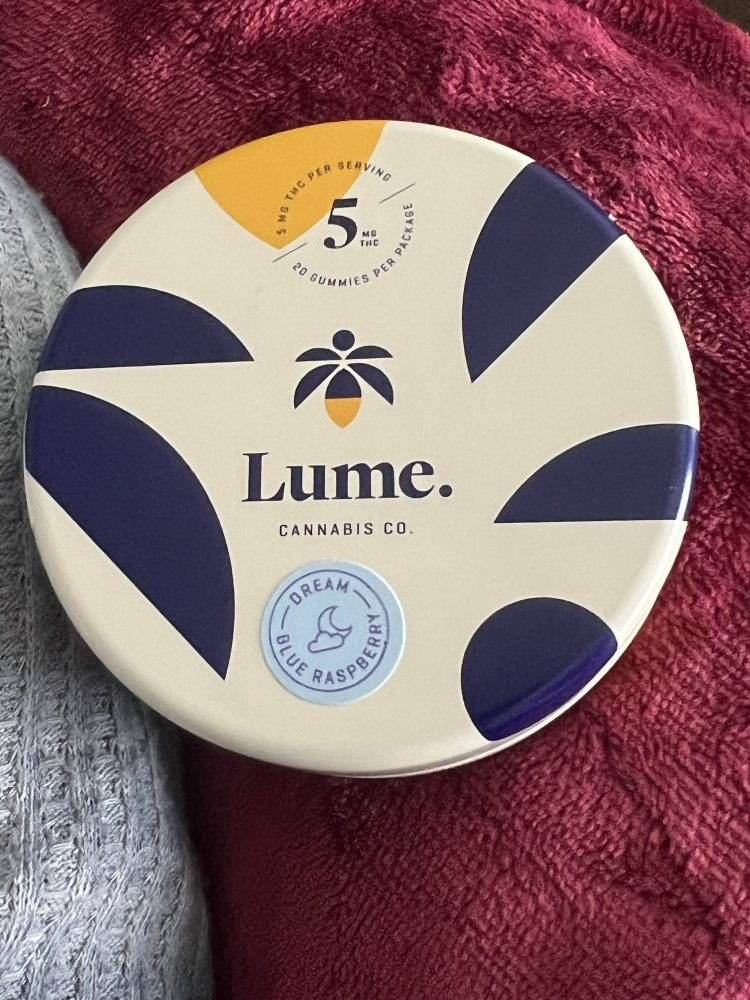 5 MG THC PER SERVING
5 MG THC
20 GUMMIES PER PACKAGE
Lume.
CANNABIS CO.
DREAM
BLUE RASPBERRY